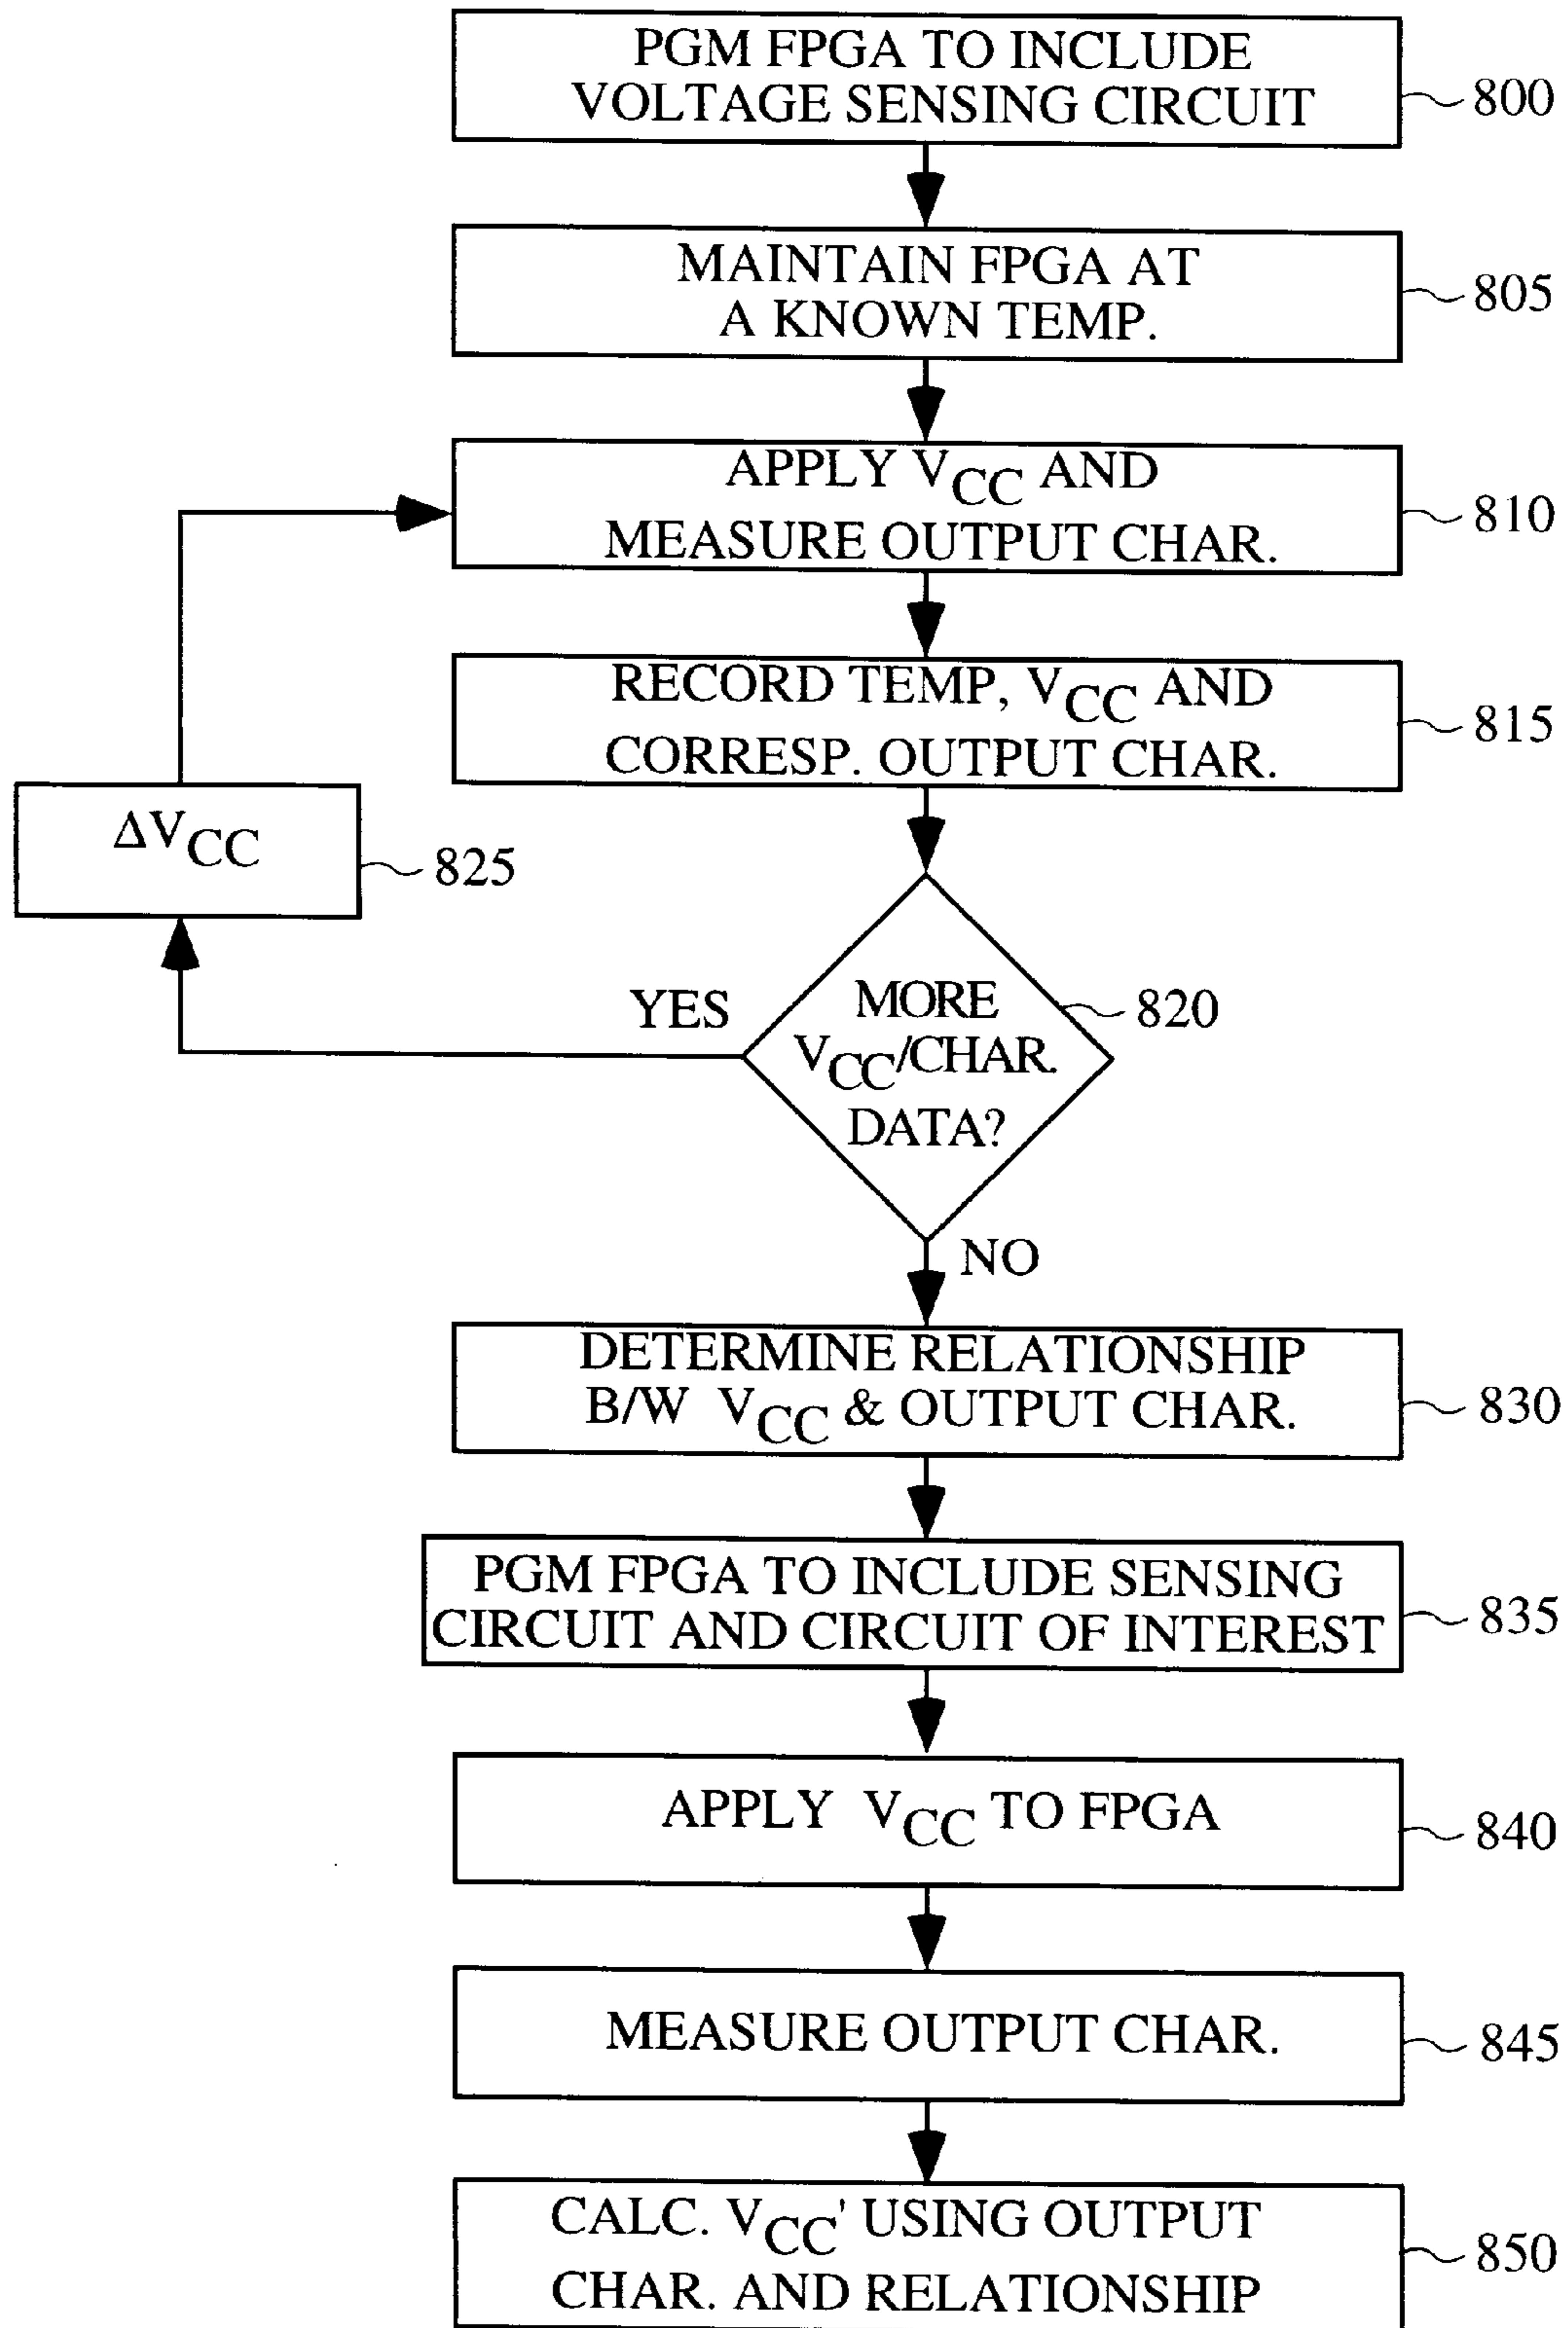 PGM FPGA TO INCLUDE
VOLTAGE SENSING CIRCUIT
800
MAINTAIN FPGA AT
A KNOWN TEMP.
805
APPLY VCC AND
MEASURE OUTPUT CHAR.
810
RECORD TEMP, VCC AND
CORRESP. OUTPUT CHAR.
815
ΔVCC
825
YES
MORE
VCC/CHAR.
DATA?
820
NO
DETERMINE RELATIONSHIP
B/W VCC & OUTPUT CHAR.
830
PGM FPGA TO INCLUDE SENSING
CIRCUIT AND CIRCUIT OF INTEREST
835
APPLY VCC TO FPGA
840
MEASURE OUTPUT CHAR.
845
CALC. VCC' USING OUTPUT
CHAR. AND RELATIONSHIP
850